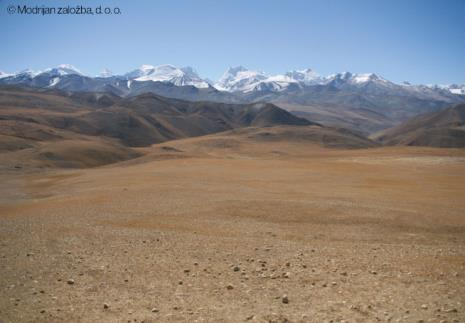 © Modrijan založba, d. o. o.